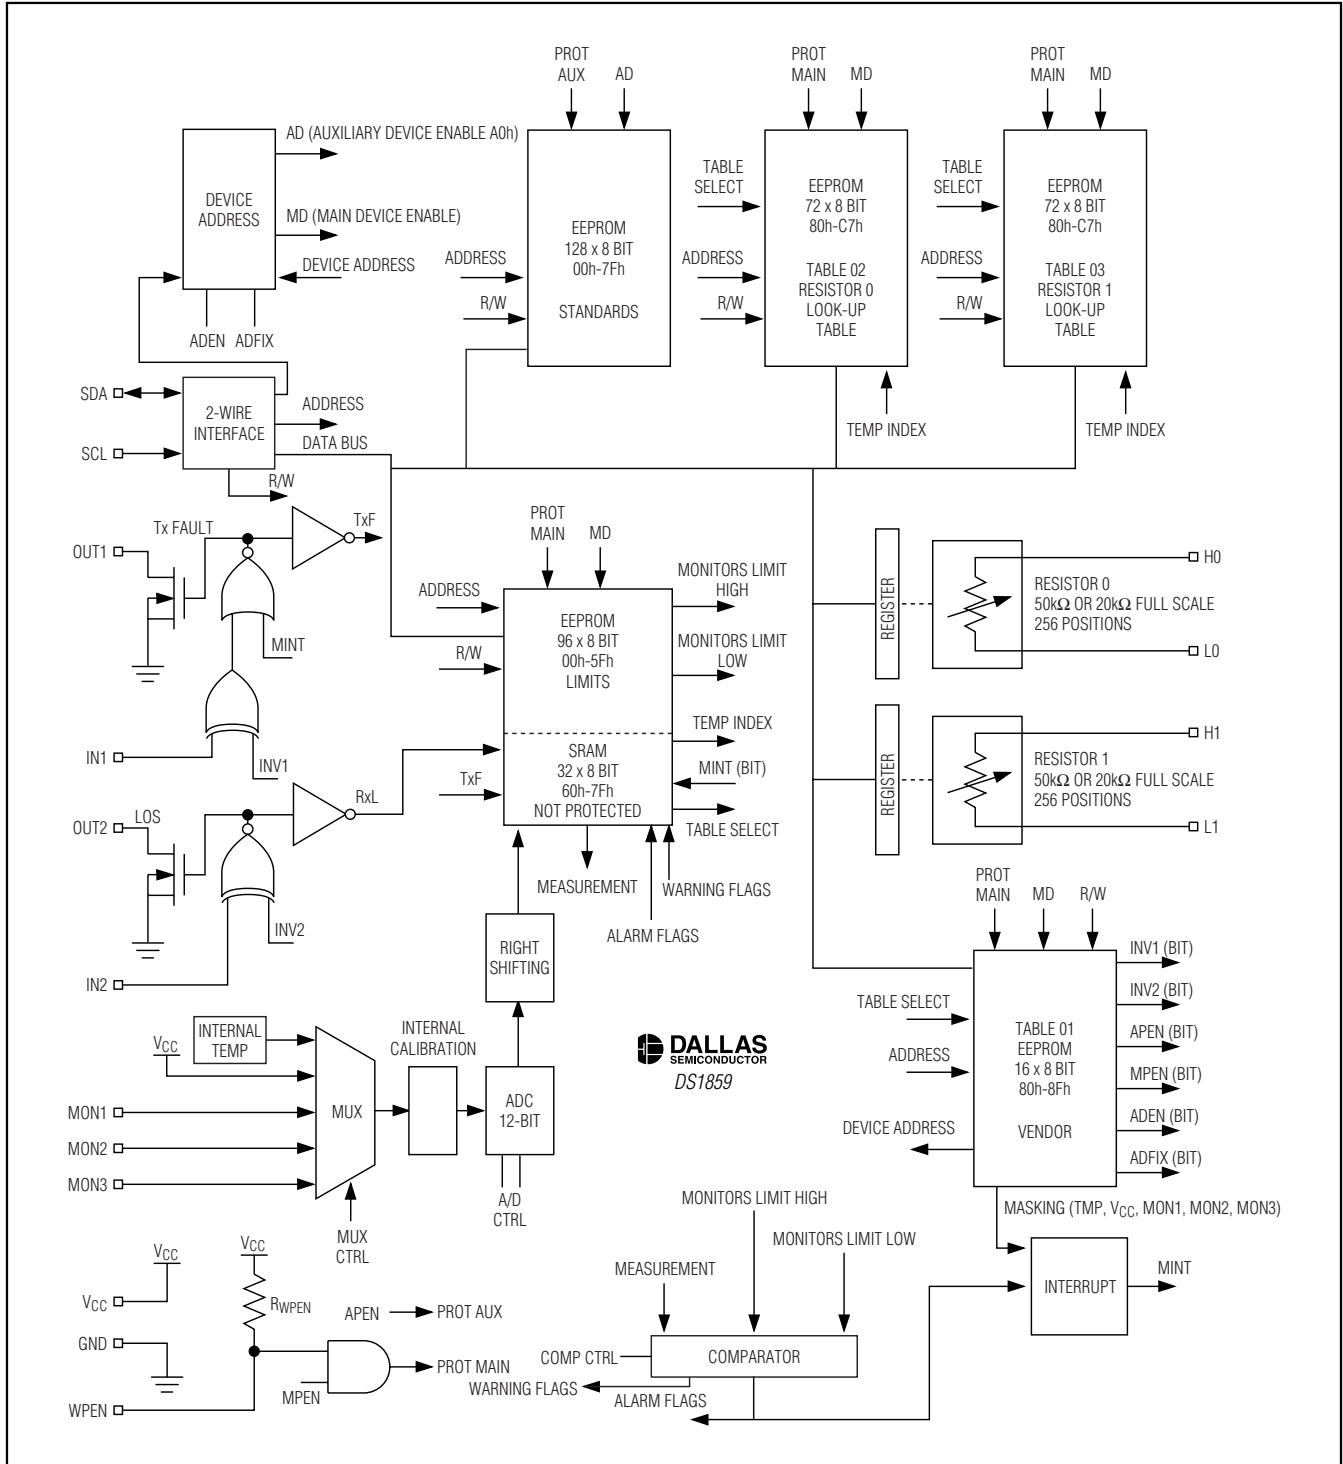 PROT
AUX
AD
PROT
MAIN
MD
PROT
MAIN
MD
AD (AUXILIARY DEVICE ENABLE A0h)
DEVICE
ADDRESS
MD (MAIN DEVICE ENABLE)
DEVICE ADDRESS
ADEN
ADFIX
ADDRESS
R/W
EEPROM
128 x 8 BIT
00h-7Fh
STANDARDS
TABLE
SELECT
ADDRESS
R/W
EEPROM
72 x 8 BIT
80h-C7h
TABLE 02
RESISTOR 0
LOOK-UP
TABLE
TEMP INDEX
TABLE
SELECT
ADDRESS
R/W
EEPROM
72 x 8 BIT
80h-C7h
TABLE 03
RESISTOR 1
LOOK-UP
TABLE
TEMP INDEX
SDA
SCL
2-WIRE
INTERFACE
ADDRESS
DATA BUS
R/W
Tx FAULT
TxF
OUT1
MINT
IN1
INV1
LOS
RxL
OUT2
INV2
IN2
PROT
MAIN
MD
ADDRESS
R/W
EEPROM
96 x 8 BIT
00h-5Fh
LIMITS
SRAM
32 x 8 BIT
60h-7Fh
NOT PROTECTED
TxF
MONITORS LIMIT
HIGH
MONITORS LIMIT
LOW
TEMP INDEX
MINT (BIT)
TABLE SELECT
MEASUREMENT
WARNING FLAGS
ALARM FLAGS
REGISTER
RESISTOR 0
50kΩ OR 20kΩ FULL SCALE
256 POSITIONS
H0
L0
REGISTER
RESISTOR 1
50kΩ OR 20kΩ FULL SCALE
256 POSITIONS
H1
L1
RIGHT
SHIFTING
INTERNAL
TEMP
VCC
MON1
MON2
MON3
MUX
MUX
CTRL
INTERNAL
CALIBRATION
ADC
12-BIT
A/D
CTRL
DALLAS
SEMICONDUCTOR
DS1859
PROT
MAIN
MD
R/W
TABLE SELECT
ADDRESS
DEVICE ADDRESS
TABLE 01
EEPROM
16 x 8 BIT
80h-8Fh
VENDOR
INV1 (BIT)
INV2 (BIT)
APEN (BIT)
MPEN (BIT)
ADEN (BIT)
ADFIX (BIT)
MASKING (TMP, VCC, MON1, MON2, MON3)
INTERRUPT
MINT
VCC
VCC
GND
VCC
RWPEN
WPEN
APEN
PROT AUX
MPEN
PROT MAIN
MONITORS LIMIT HIGH
MONITORS LIMIT LOW
MEASUREMENT
COMP CTRL
COMPARATOR
WARNING FLAGS
ALARM FLAGS